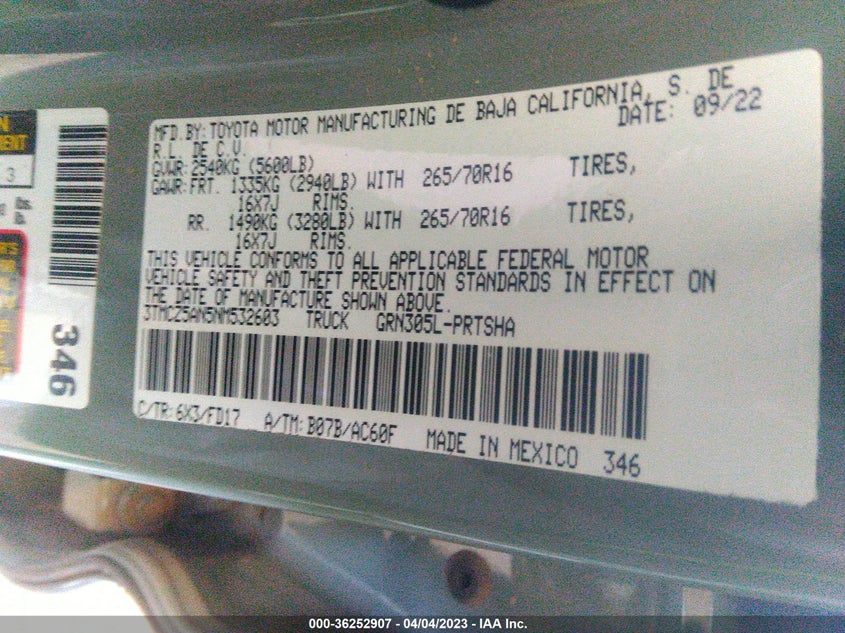 MFD. BY: TOYOTA MOTOR MANUFACTURING DE BAJA CALIFORNIA, S. DE
R.L. DE C.V. DATE: 09/22
GVWR: 2540KG (5600LB)
GAWR: FRT. 1335KG (2940LB) WITH 265/70R16 TIRES,
16X7J RIMS.
RR. 1490KG (3280LB) WITH 265/70R16 TIRES,
16X7J RIMS.
THIS VEHICLE CONFORMS TO ALL APPLICABLE FEDERAL MOTOR
VEHICLE SAFETY AND THEFT PREVENTION STANDARDS IN EFFECT ON
THE DATE OF MANUFACTURE SHOWN ABOVE.
3TMCZ5AN5NM532603 TRUCK GRN305L-PRTSHA
C/TR: 6X3/FD17 A/TM: B07B/AC60F MADE IN MEXICO 346
3
lb.
346
000-36252907 - 04/04/2023 - IAA Inc.